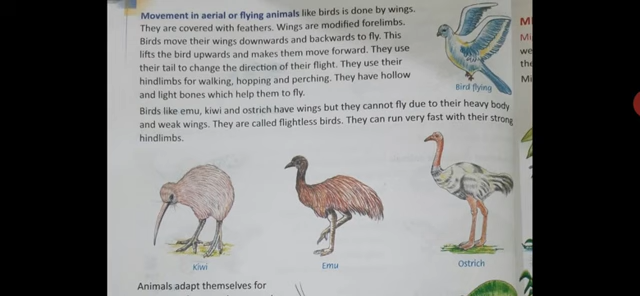 Movement in aerial or flying animals like birds is done by wings.
They are covered with feathers. Wings are modified forelimbs.
Birds move their wings downwards and backwards to fly. This
lifts the bird upwards and makes them move forward. They use
their tail to change the direction of their flight. They use their
hindlimbs for walking, hopping and perching. They have hollow
and light bones which help them to fly.
Bird flying
Birds like emu, kiwi and ostrich have wings but they cannot fly due to their heavy body
and weak wings. They are called flightless birds. They can run very fast with their strong
hindlimbs.
Kiwi
Emu
Ostrich
Animals adapt themselves for
Mi
we
the
Mi